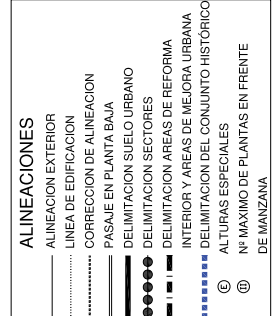 ALINEACIONES
ALINEACION EXTERIOR
LINEA DE EDIFICACION
CORRECCION DE ALINEACION
PASAJE EN PLANTA BAJA
DELIMITACION SUELO URBANO
DELIMITACION SECTORES
DELIMITACION AREAS DE REFORMA
INTERIOR Y AREAS DE MEJORA URBANA
DELIMITACION DEL CONJUNTO HISTÓRICO
E ALTURAS ESPECIALES
II Nº MAXIMO DE PLANTAS EN FRENTE
DE MANZANA